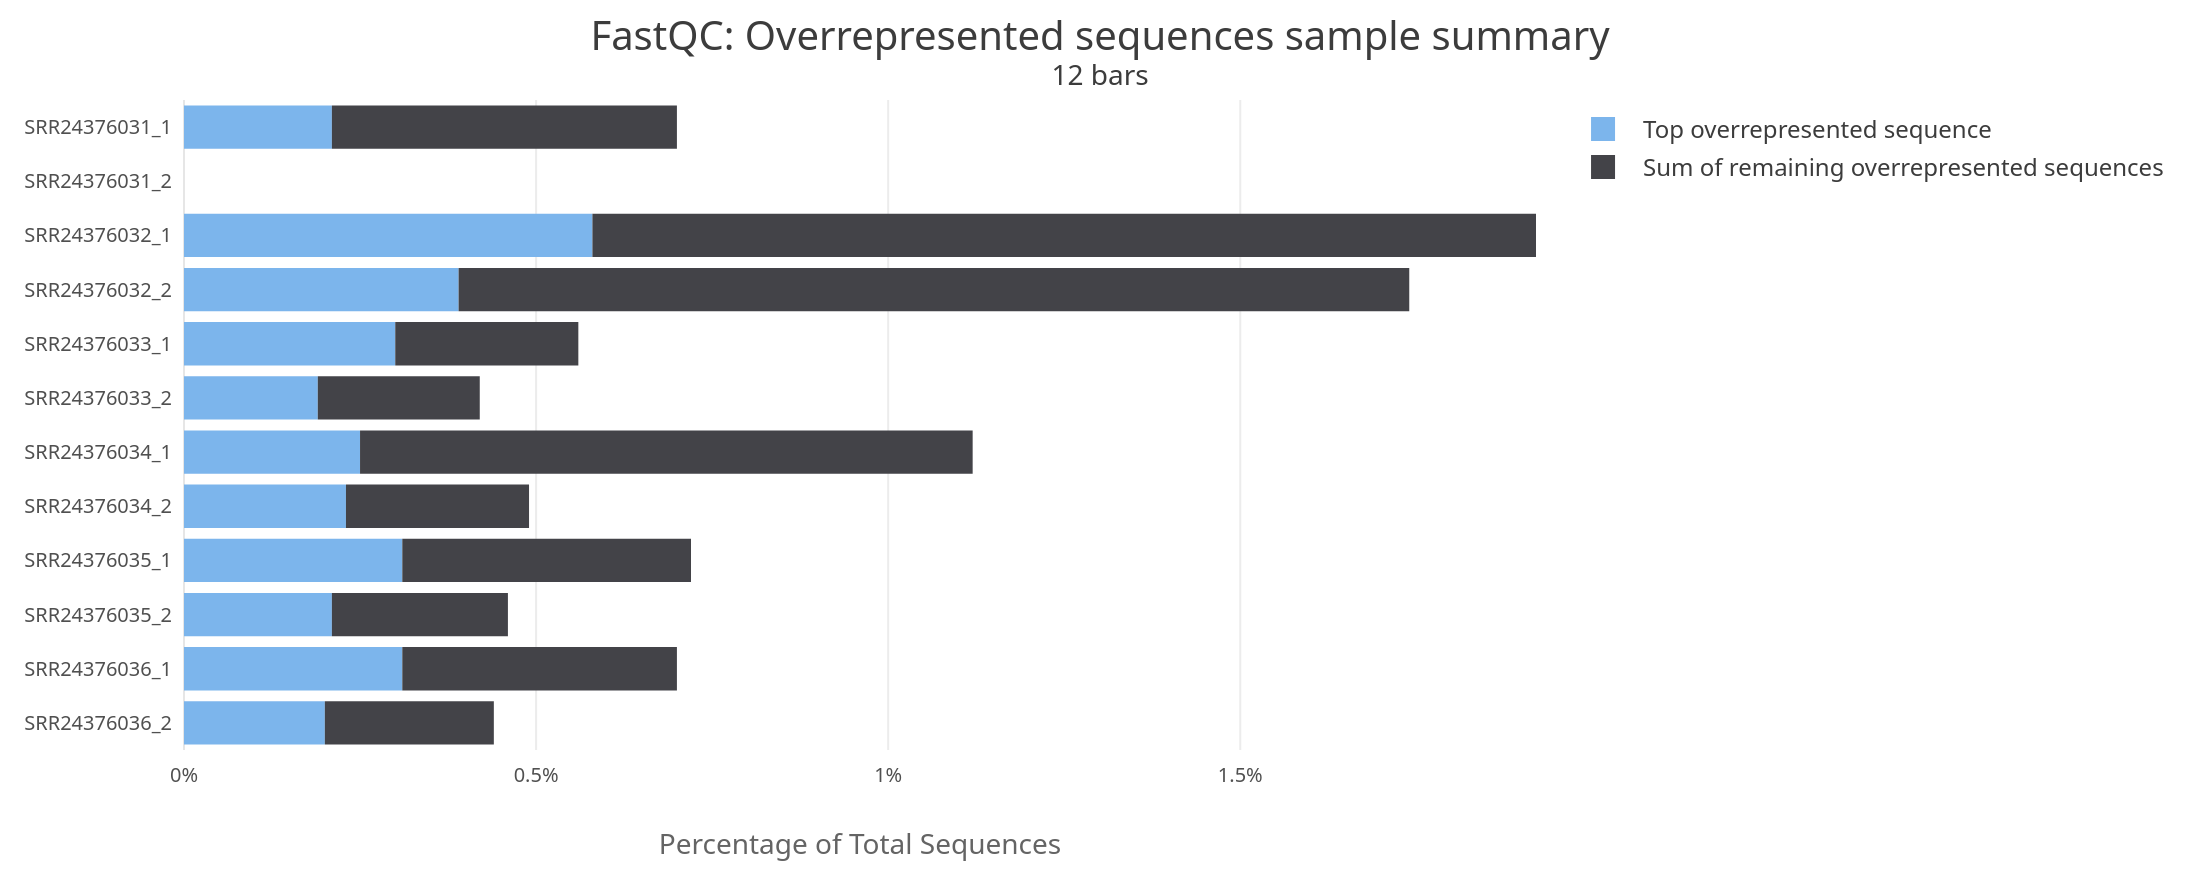 FastQC: Overrepresented sequences sample summary
12 bars
Top overrepresented sequence
Sum of remaining overrepresented sequences
SRR24376031_1
SRR24376031_2
SRR24376032_1
SRR24376032_2
SRR24376033_1
SRR24376033_2
SRR24376034_1
SRR24376034_2
SRR24376035_1
SRR24376035_2
SRR24376036_1
SRR24376036_2
0% 0.5% 1% 1.5%
Percentage of Total Sequences